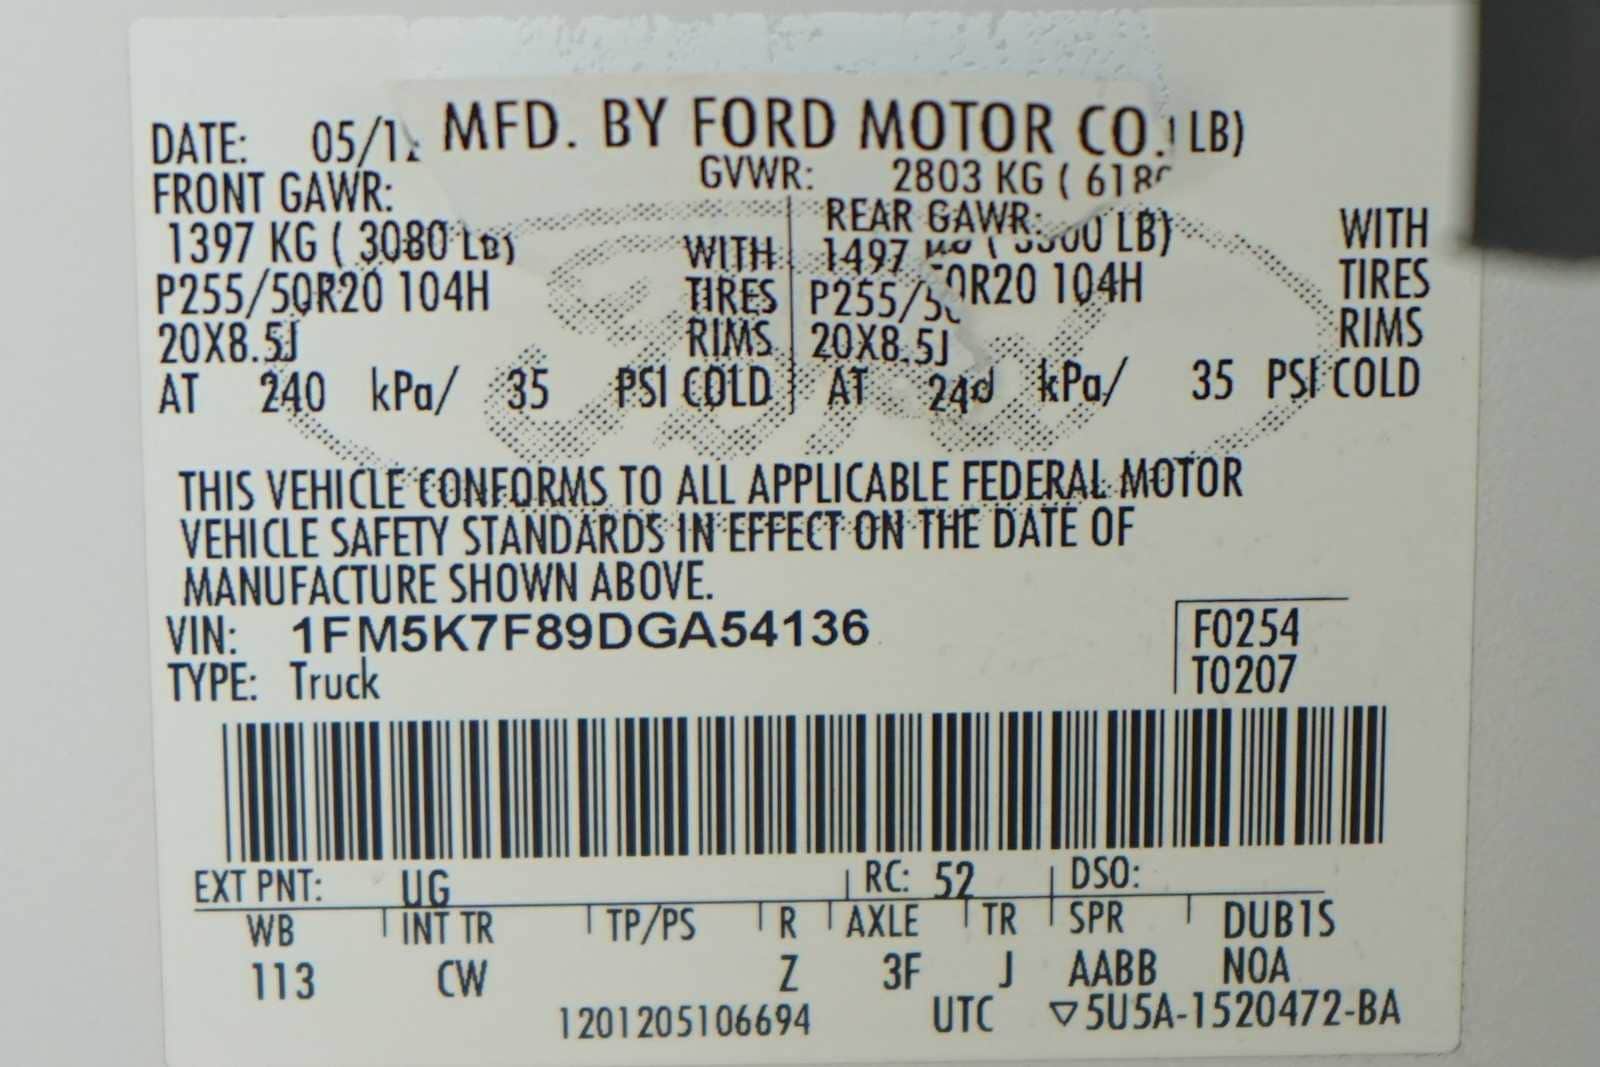 MFD. BY FORD MOTOR CO.
DATE: 05/12 LB)
GVWR: 2803 KG ( 6180
FRONT GAWR: REAR GAWR:
1397 KG ( 3080 LB) WITH 1497 KG ( 3300 LB) WITH
P255/50R20 104H TIRES P255/50R20 104H TIRES
20X8.5J RIMS 20X8.5J RIMS
AT 240 kPa/ 35 PSI COLD AT 240 kPa/ 35 PSI COLD
THIS VEHICLE CONFORMS TO ALL APPLICABLE FEDERAL MOTOR
VEHICLE SAFETY STANDARDS IN EFFECT ON THE DATE OF
MANUFACTURE SHOWN ABOVE.
VIN: 1FM5K7F89DGA54136 F0254
TYPE: Truck T0207
EXT PNT: UG RC: 52 DSO:
WB INT TR TP/PS R AXLE TR SPR DUB1S
113 CW Z 3F J AABB NOA
1201205106694 UTC ▽5U5A-1520472-BA